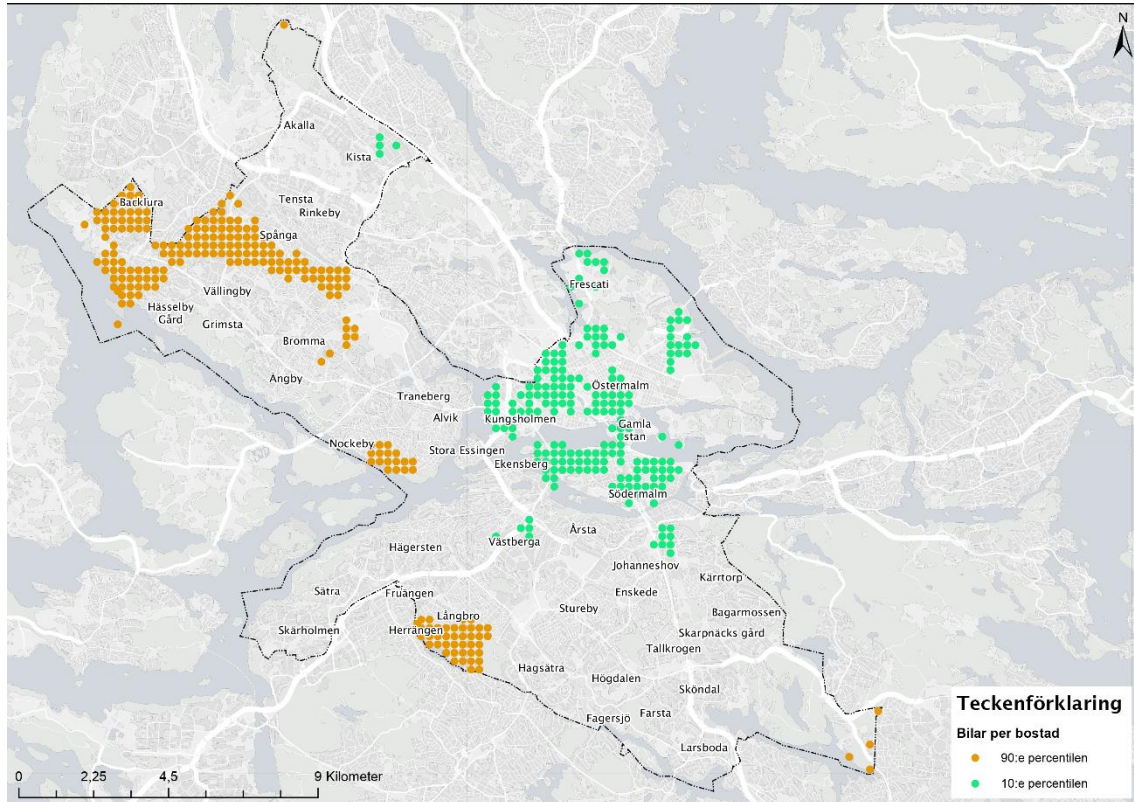 N
Akalla
Kista
Tensta
Rinkeby
Backlura
Spånga
Frescati
Vällingby
Hässelby
Gård
Grimsta
Bromma
Ängby
Östermalm
Traneberg
Alvik
Kungsholmen
Gamla
stan
Nockeby
Stora Essingen
Ekensberg
Södermalm
Årsta
Västberga
Hägersten
Johanneshov
Kärrtorp
Sätra
Fruängen
Enskede
Stureby
Bagarmossen
Långbro
Herrängen
Skärholmen
Skarpnäcks gård
Tallkrogen
Hagsätra
Högdalen
Sköndal
Fagersjö
Farsta
Larsboda
Teckenförklaring
Bilar per bostad
90:e percentilen
10:e percentilen
0 2,25 4,5 9 Kilometer